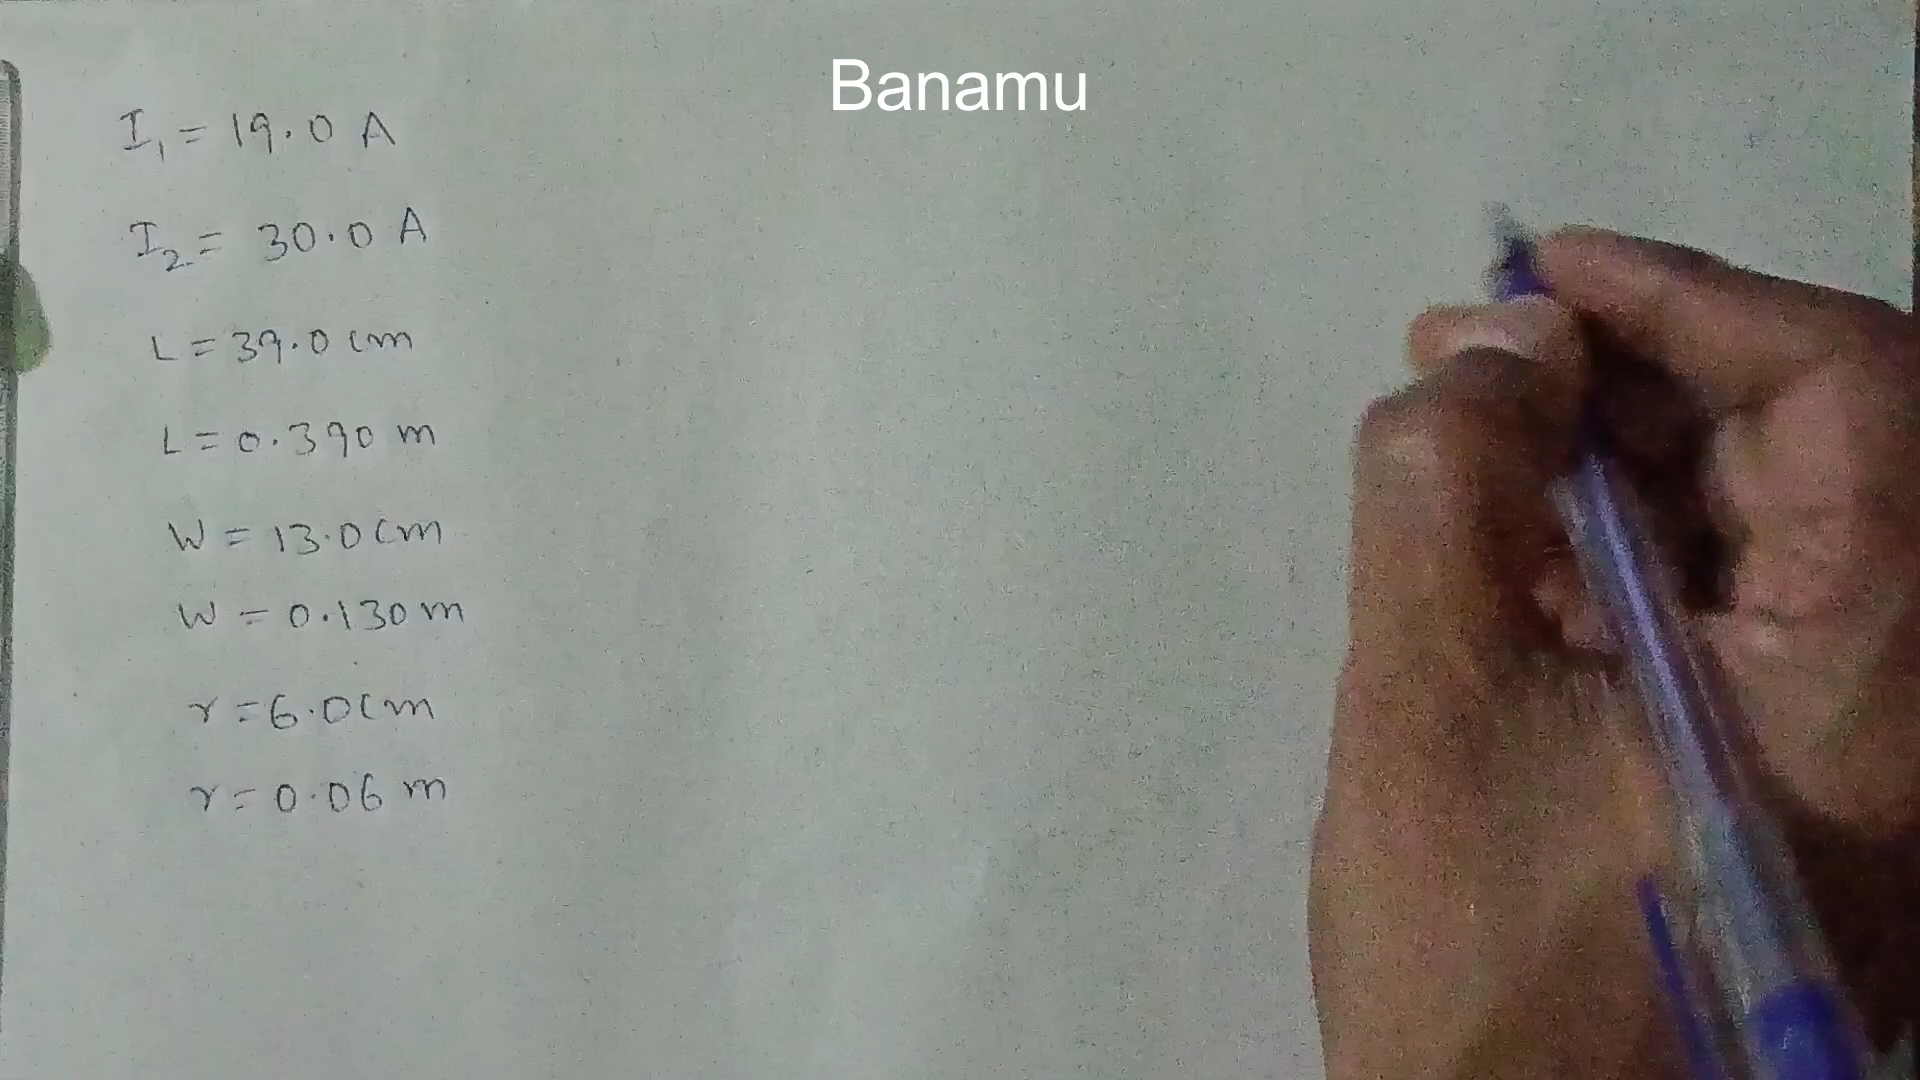 Banamu
I₁ = 19.0 A
I₂ = 30.0 A
L = 39.0 cm
L = 0.390 m
W = 13.0 cm
W = 0.130 m
r = 6.0 cm
r = 0.06 m